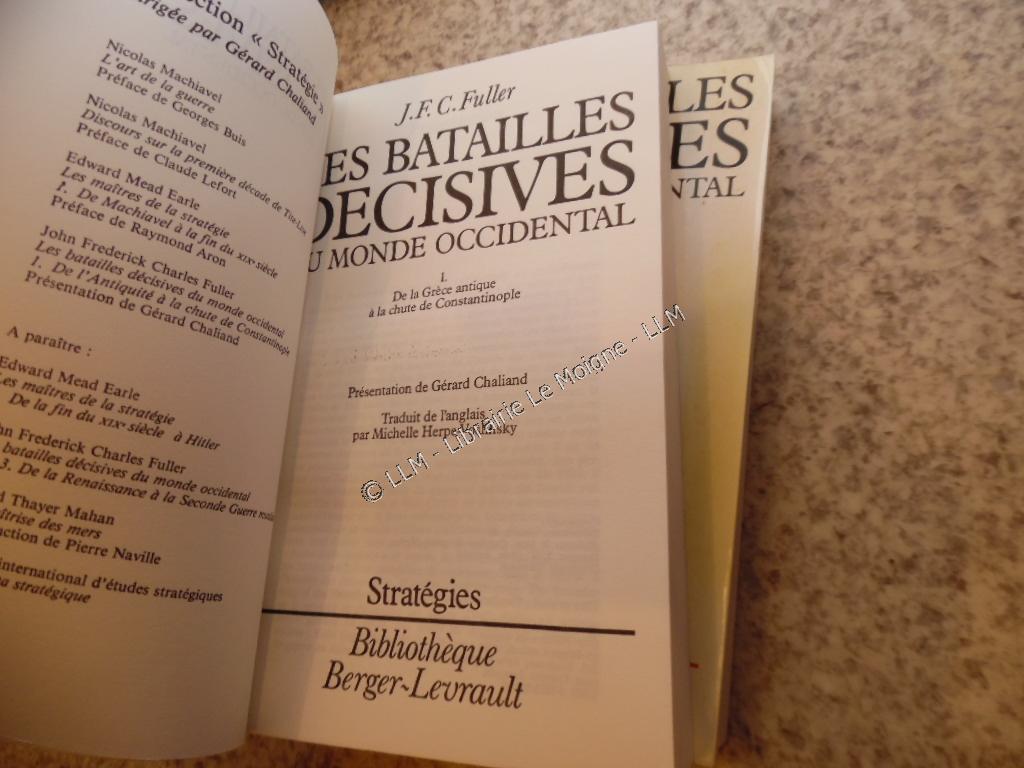 ction « Stratégie »
irigée par Gérard Chaliand
Nicolas Machiavel
L'art de la guerre
Préface de Georges Buis
Nicolas Machiavel
Discours sur la première décade de Tite-Live
Préface de Claude Lefort
Edward Mead Earle
Les maîtres de la stratégie
1. De Machiavel à la fin du XIXe siècle
Préface de Raymond Aron
John Frederick Charles Fuller
Les batailles décisives du monde occidental
1. De l'Antiquité à la chute de Constantinople
Présentation de Gérard Chaliand
A paraître :
Edward Mead Earle
Les maîtres de la stratégie
De la fin du XIXe siècle à Hitler
hn Frederick Charles Fuller
batailles décisives du monde occidental
3. De la Renaissance à la Seconde Guerre
d Thayer Mahan
aîtrise des mers
ction de Pierre Naville
international d'études stratégiques
a stratégique
J.F.C. Fuller
ES BATAILLES
DECISIVES
U MONDE OCCIDENTAL
I.
De la Grèce antique
à la chute de Constantinople
Présentation de Gérard Chaliand
Traduit de l'anglais
par Michelle
Stratégies
Bibliothèque
Berger-Levrault
LES
ES
NTAL
© LLM - Librairie Le Moigne - LLM